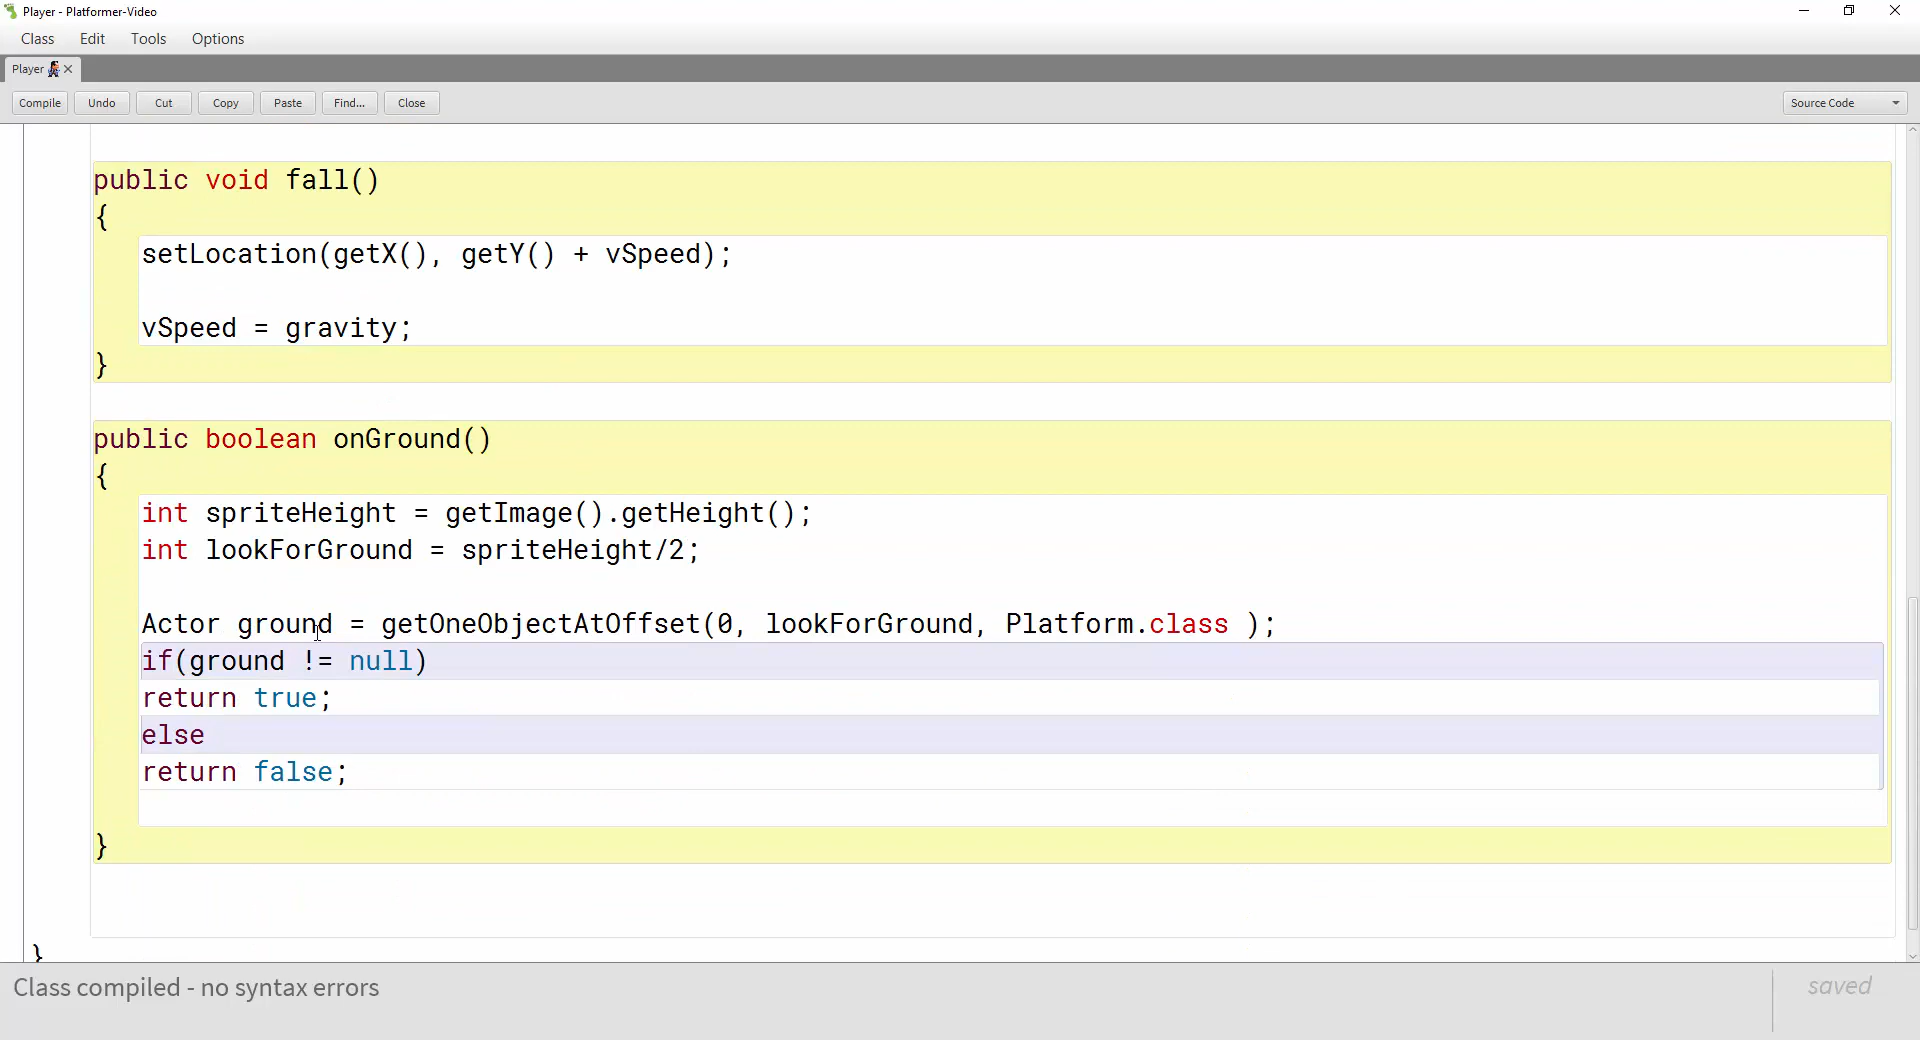 Player - Platformer-Video
Class Edit Tools Options
Player
Compile Undo Cut Copy Paste Find... Close Source Code
public void fall()
{
setLocation(getX(), getY() + vSpeed);
vSpeed = gravity;
}
public boolean onGround()
{
int spriteHeight = getImage().getHeight();
int lookForGround = spriteHeight/2;
Actor ground = getOneObjectAtOffset(0, lookForGround, Platform.class );
if(ground != null)
return true;
else
return false;
}
}
Class compiled - no syntax errors
saved